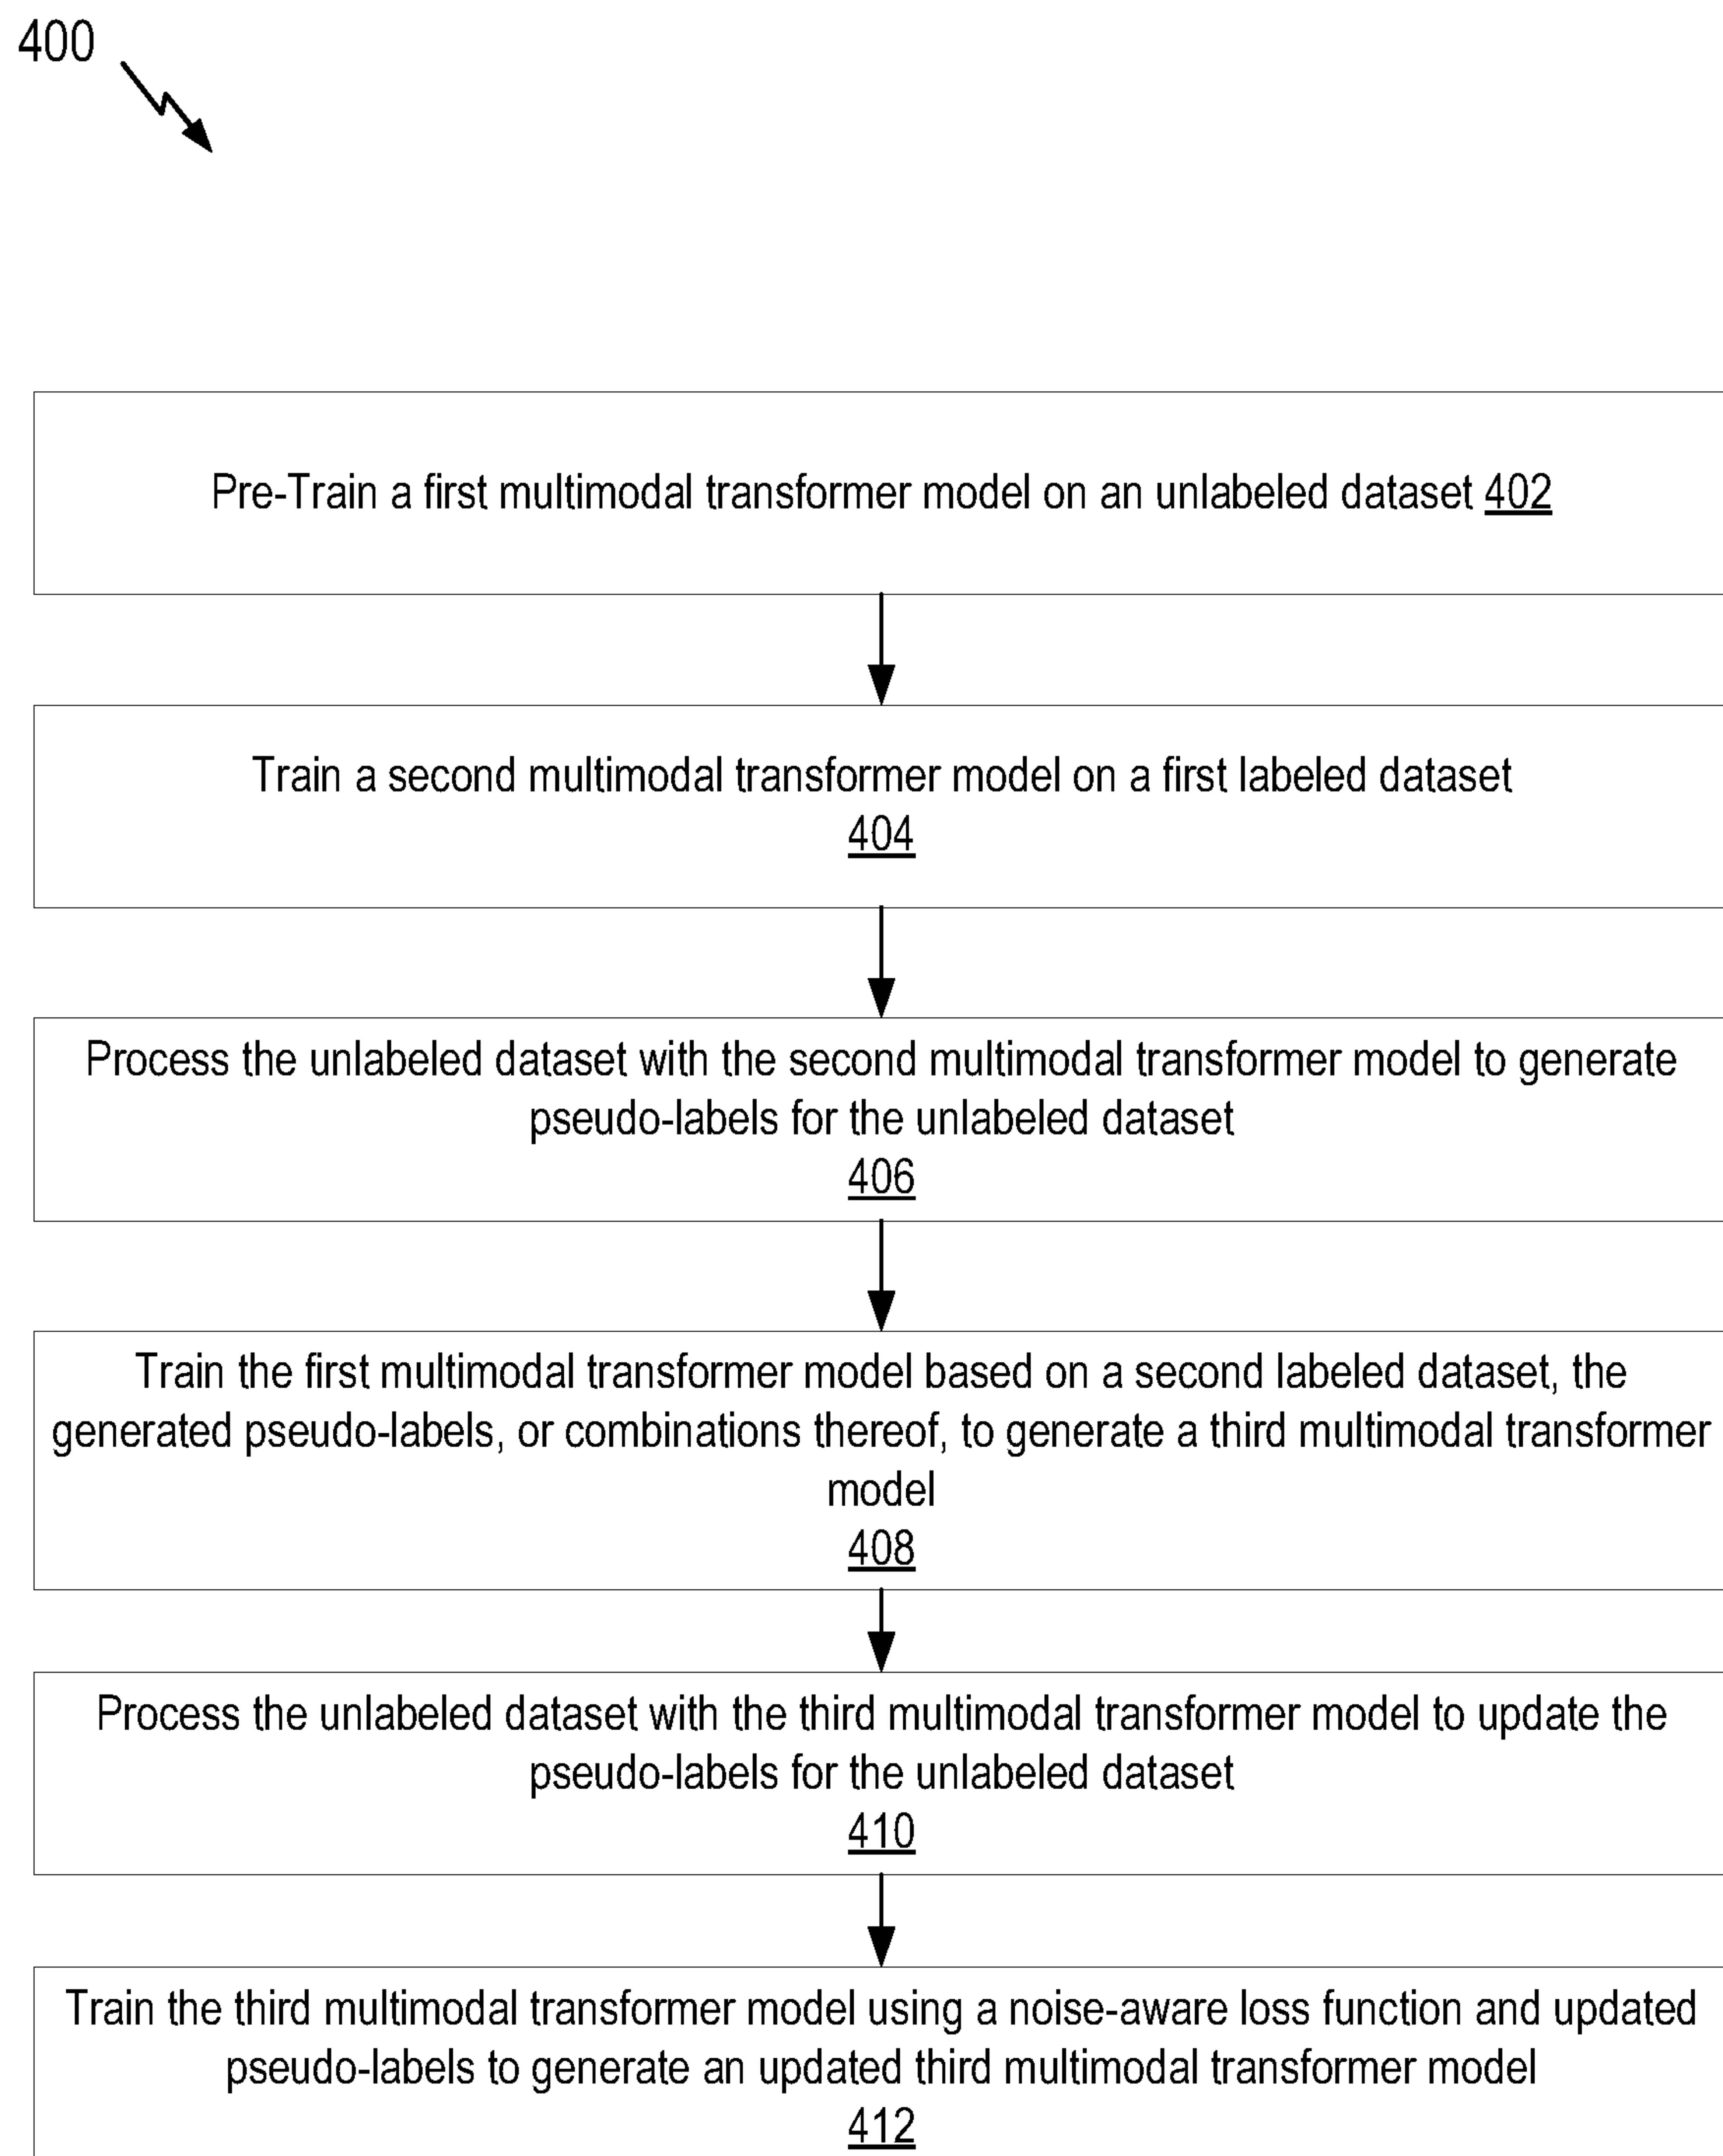 400
Pre-Train a first multimodal transformer model on an unlabeled dataset 402
Train a second multimodal transformer model on a first labeled dataset
404
Process the unlabeled dataset with the second multimodal transformer model to generate
pseudo-labels for the unlabeled dataset
406
Train the first multimodal transformer model based on a second labeled dataset, the
generated pseudo-labels, or combinations thereof, to generate a third multimodal transformer
model
408
Process the unlabeled dataset with the third multimodal transformer model to update the
pseudo-labels for the unlabeled dataset
410
Train the third multimodal transformer model using a noise-aware loss function and updated
pseudo-labels to generate an updated third multimodal transformer model
412